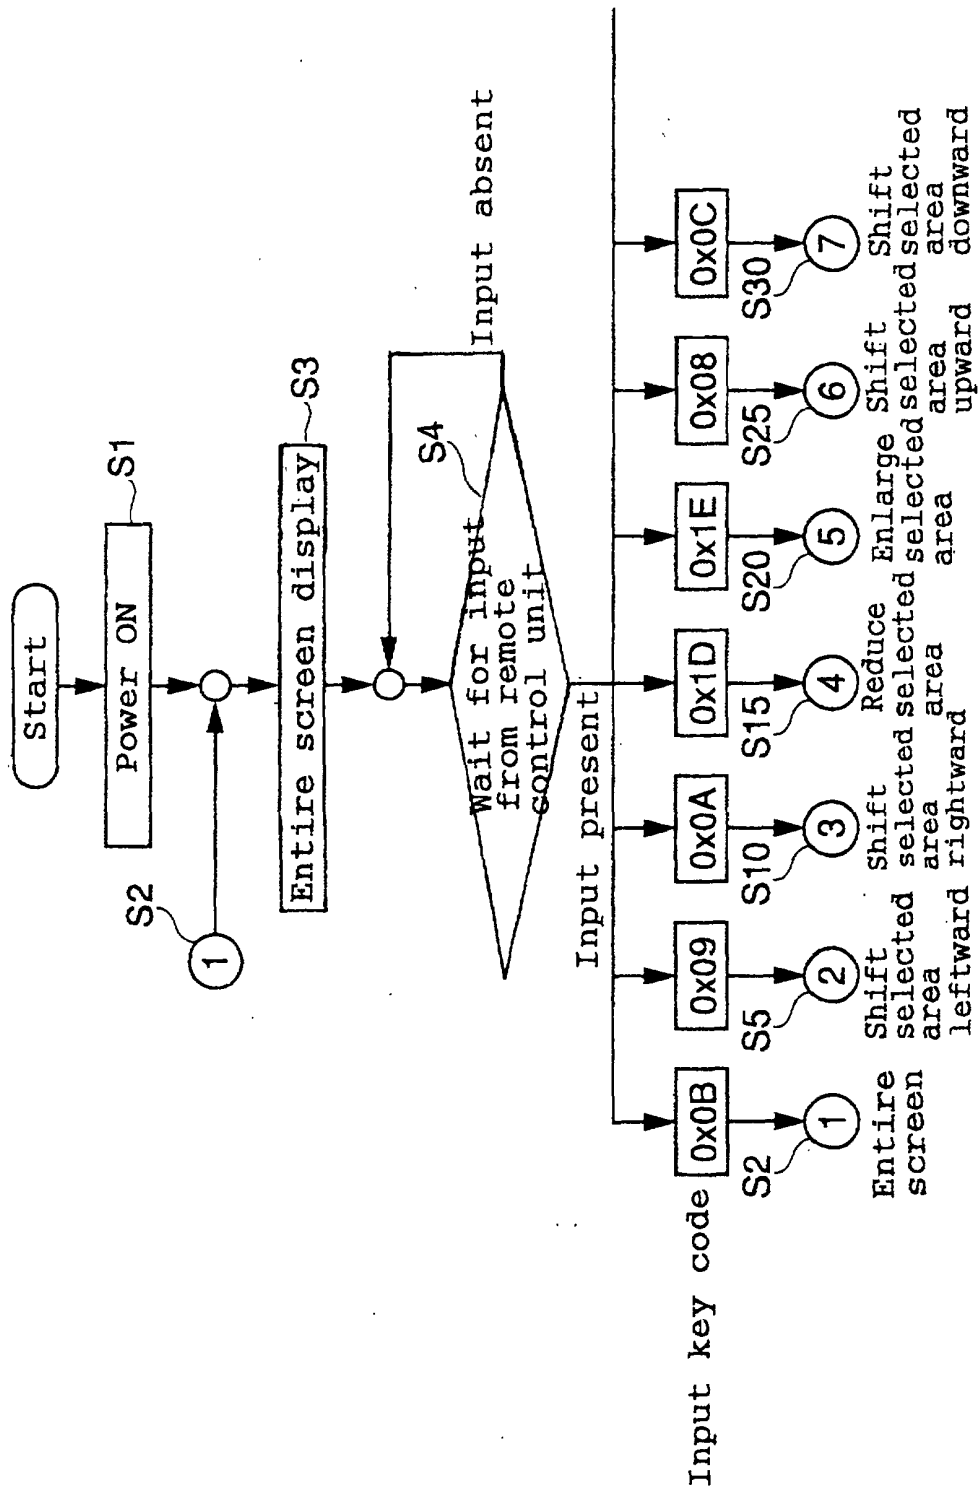 Start
Power ON
S1
S2
1
Entire screen display
S3
Wait for input
from remote
control unit
S4
Input absent
Input present
Input key code
0x0B
0x09
0x0A
0x1D
0x1E
0x08
0x0C
S2
S5
S10
S15
S20
S25
S30
1
2
3
4
5
6
7
Entire
screen
Shift
selected
area
leftward
Shift
selected
area
rightward
Reduce
selected
area
Enlarge
selected
area
Shift
selected
area
upward
Shift
selected
area
downward